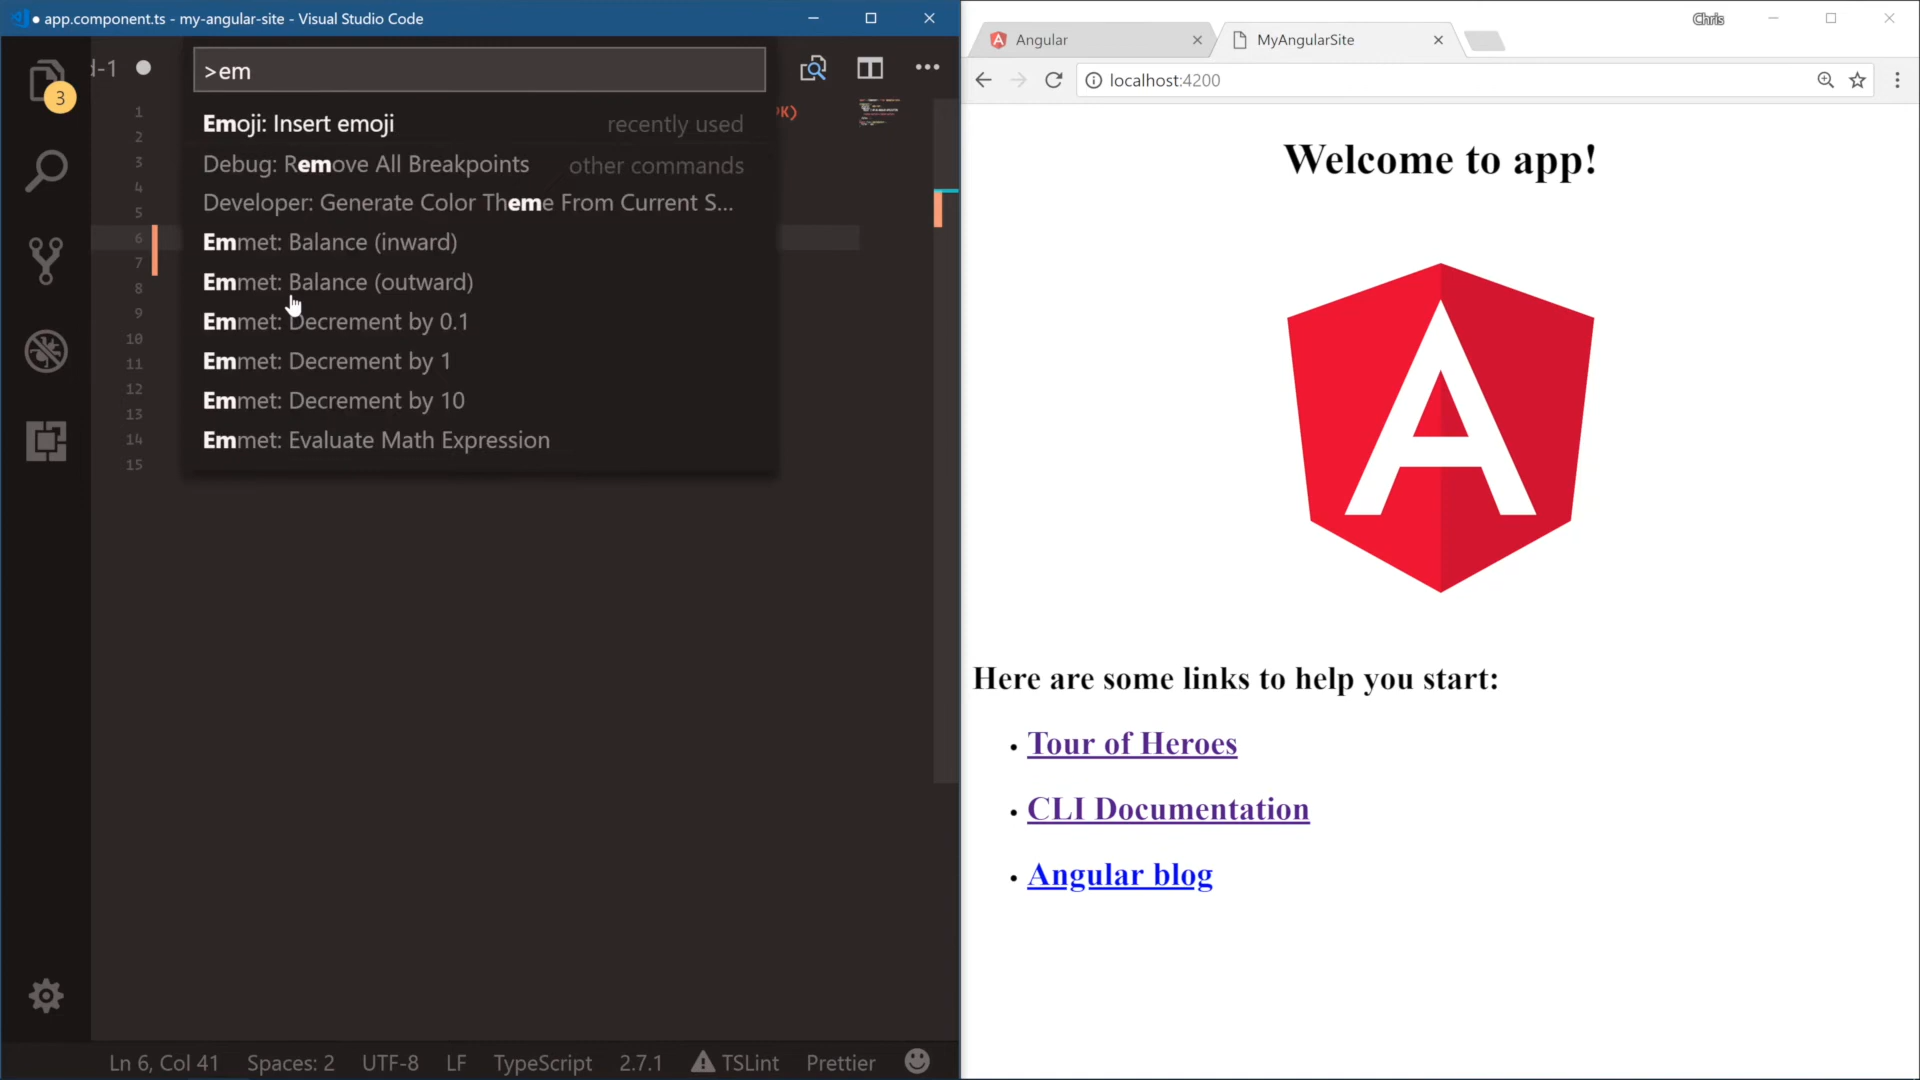 app.component.ts - my-angular-site - Visual Studio Code
d-1
>em
3
Emoji: Insert emoji recently used
Debug: Remove All Breakpoints other commands
Developer: Generate Color Theme From Current S...
Emmet: Balance (inward)
Emmet: Balance (outward)
Emmet: Decrement by 0.1
Emmet: Decrement by 1
Emmet: Decrement by 10
Emmet: Evaluate Math Expression
1
2
3
4
5
6
7
8
9
10
11
12
13
14
15
Ln 6, Col 41 Spaces: 2 UTF-8 LF TypeScript 2.7.1 TSLint Prettier
Chris
Angular MyAngularSite
localhost:4200
Welcome to app!
A
Here are some links to help you start:
• Tour of Heroes
• CLI Documentation
• Angular blog